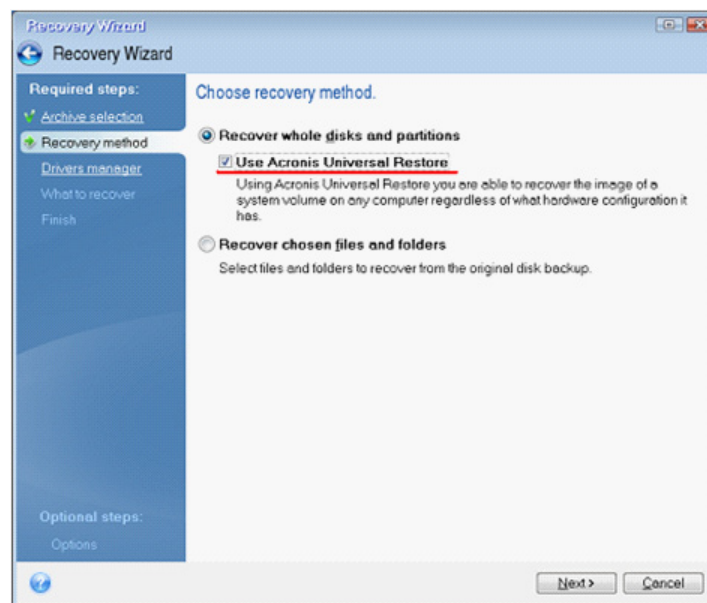 Recovery Wizard
Recovery Wizard
Required steps:
Archive selection
Recovery method
Drivers manager
What to recover
Finish
Optional steps:
Options
Choose recovery method.
Recover whole disks and partitions
Use Acronis Universal Restore
Using Acronis Universal Restore you are able to recover the image of a
system volume on any computer regardless of what hardware configuration it
has.
Recover chosen files and folders
Select files and folders to recover from the original disk backup.
Next >
Cancel